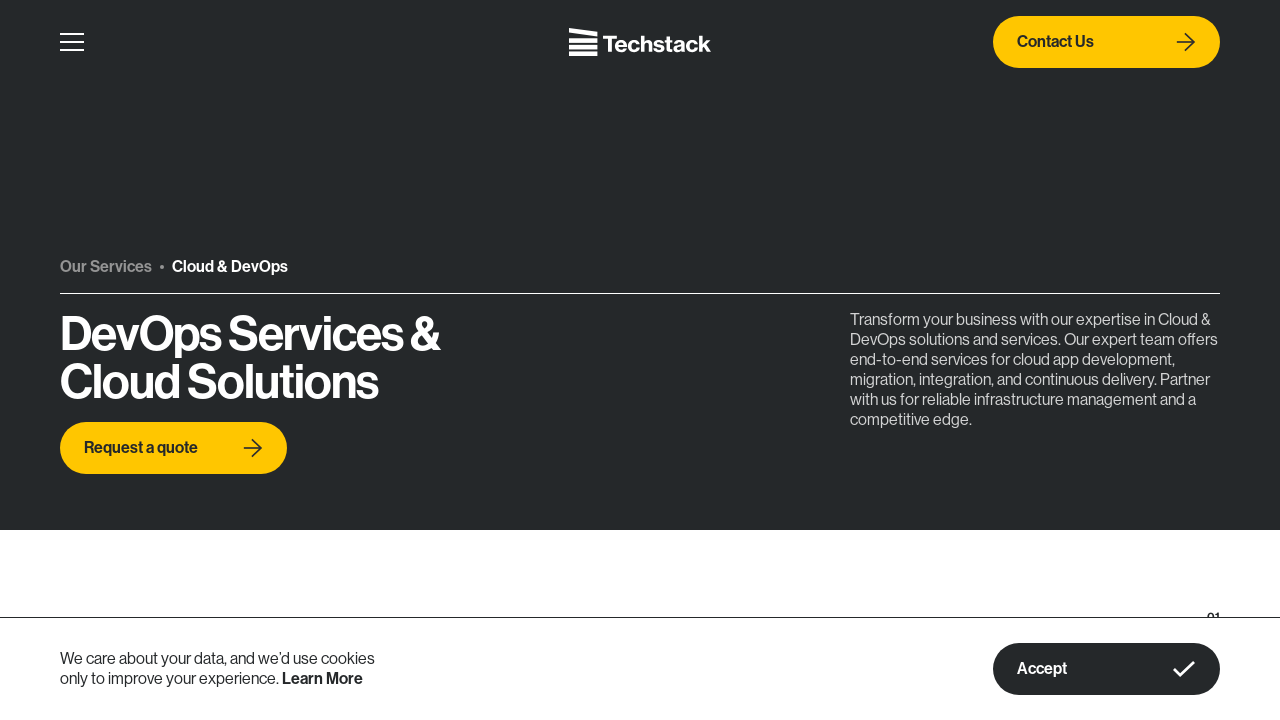 Techstack
Contact Us
Our Services • Cloud & DevOps
DevOps Services &
Cloud Solutions
Request a quote
Transform your business with our expertise in Cloud &
DevOps solutions and services. Our expert team offers
end-to-end services for cloud app development,
migration, integration, and continuous delivery. Partner
with us for reliable infrastructure management and a
competitive edge.
01
We care about your data, and we’d use cookies
only to improve your experience. Learn More
Accept